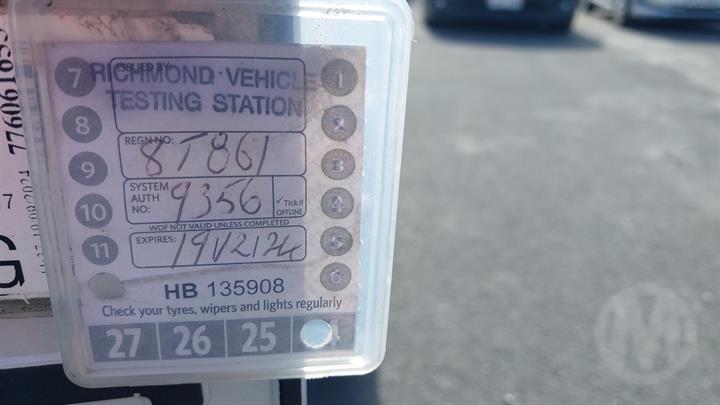 ISSUED BY:
RICHMOND VEHICLE
TESTING STATION
7
8
9
10
11
1
2
3
4
5
6
REGN NO: 8T861
SYSTEM AUTH NO: 9356
✓ Tick if OFFLINE
WOF NOT VALID UNLESS COMPLETED
EXPIRES: 19/12/24
HB 135908
Check your tyres, wipers and lights regularly
27 26 25
776061655
M